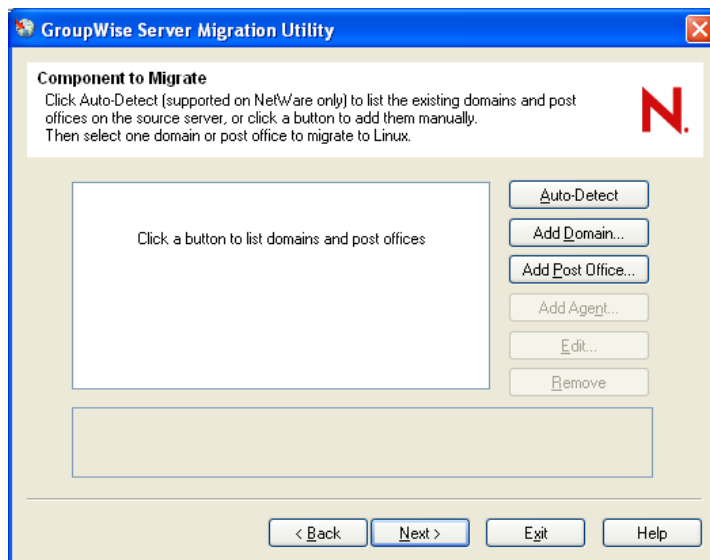 GroupWise Server Migration Utility
Component to Migrate
Click Auto-Detect (supported on NetWare only) to list the existing domains and post
offices on the source server, or click a button to add them manually.
Then select one domain or post office to migrate to Linux.
N.
Click a button to list domains and post offices
Auto-Detect
Add Domain...
Add Post Office...
Add Agent...
Edit...
Remove
< Back
Next >
Exit
Help